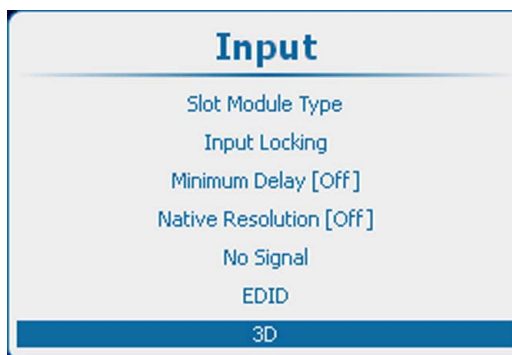 Input
Slot Module Type
Input Locking
Minimum Delay [Off]
Native Resolution [Off]
No Signal
EDID
3D